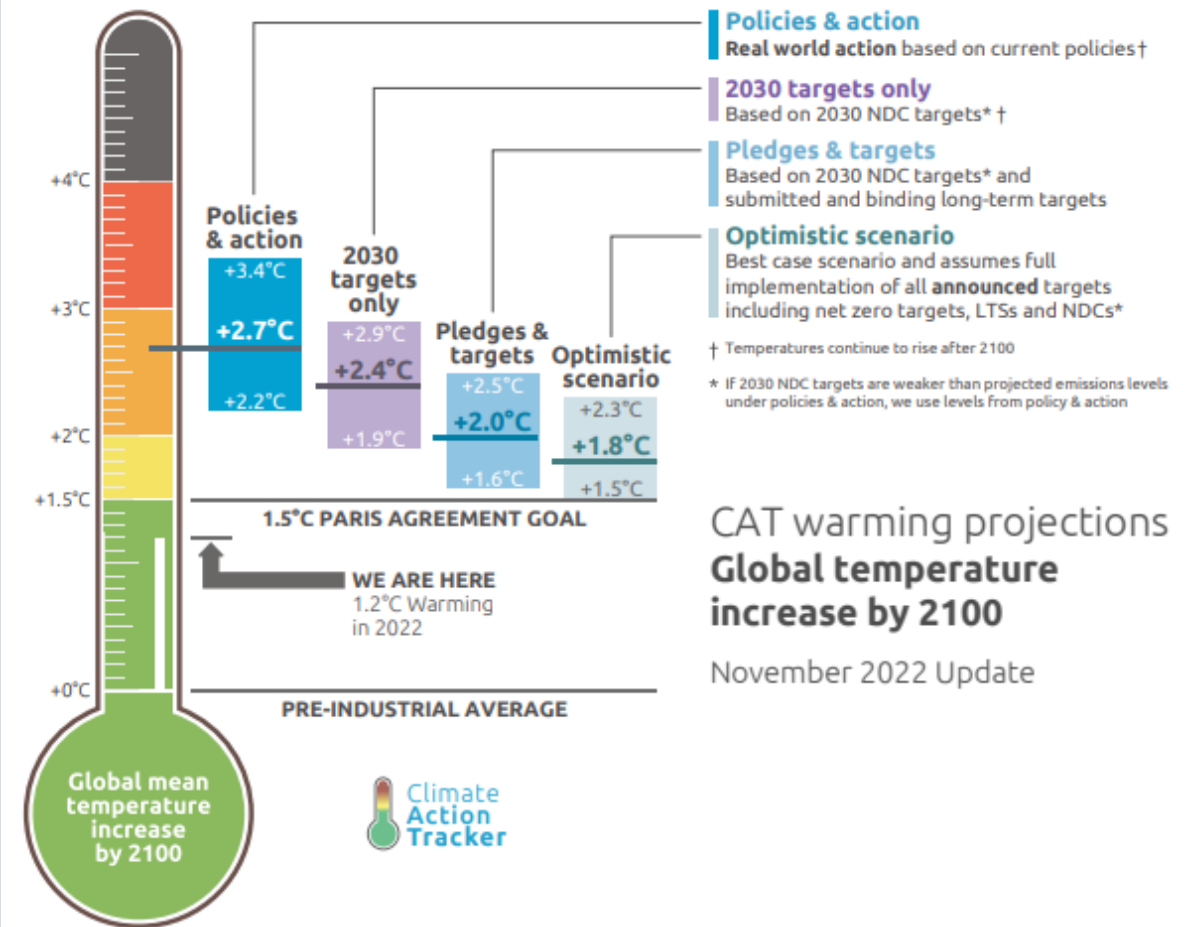 Policies & action
Real world action based on current policies†
2030 targets only
Based on 2030 NDC targets* †
Pledges & targets
Based on 2030 NDC targets* and
submitted and binding long-term targets
Optimistic scenario
Best case scenario and assumes full
implementation of all announced targets
including net zero targets, LTSs and NDCs*
† Temperatures continue to rise after 2100
* If 2030 NDC targets are weaker than projected emissions levels
under policies & action, we use levels from policy & action
+4°C
+3°C
+2°C
+1.5°C
+0°C
Policies
& action
+3.4°C
+2.7°C
+2.2°C
2030
targets
only
+2.9°C
+2.4°C
+1.9°C
Pledges &
targets
+2.5°C
+2.0°C
+1.6°C
Optimistic
scenario
+2.3°C
+1.8°C
+1.5°C
1.5°C PARIS AGREEMENT GOAL
WE ARE HERE
1.2°C Warming
in 2022
PRE-INDUSTRIAL AVERAGE
CAT warming projections
Global temperature
increase by 2100
November 2022 Update
Global mean
temperature
increase
by 2100
Climate
Action
Tracker